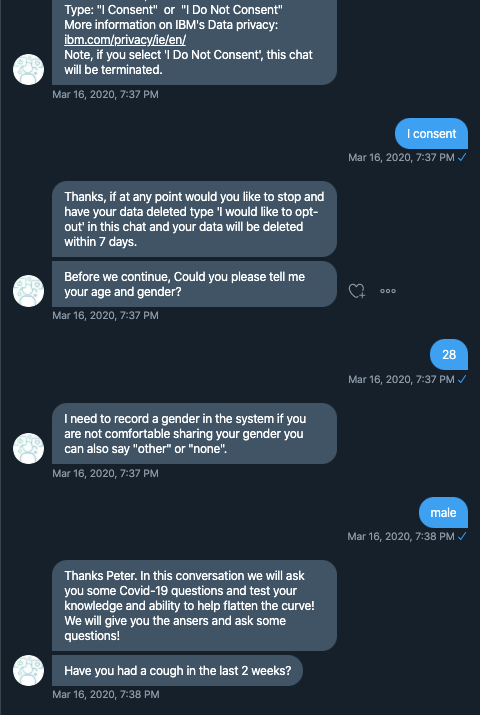 Type: "I Consent"  or  "I Do Not Consent"
More information on IBM's Data privacy:
ibm.com/privacy/ie/en/
Note, if you select 'I Do Not Consent', this chat
will be terminated.
Mar 16, 2020, 7:37 PM
I consent
Mar 16, 2020, 7:37 PM ✓
Thanks, if at any point would you like to stop and
have your data deleted type 'I would like to opt-
out' in this chat and your data will be deleted
within 7 days.
Before we continue, Could you please tell me
your age and gender?
Mar 16, 2020, 7:37 PM
28
Mar 16, 2020, 7:37 PM ✓
I need to record a gender in the system if you
are not comfortable sharing your gender you
can also say "other" or "none".
Mar 16, 2020, 7:37 PM
male
Mar 16, 2020, 7:38 PM ✓
Thanks Peter. In this conversation we will ask
you some Covid-19 questions and test your
knowledge and ability to help flatten the curve!
We will give you the ansers and ask some
questions!
Have you had a cough in the last 2 weeks?
Mar 16, 2020, 7:38 PM